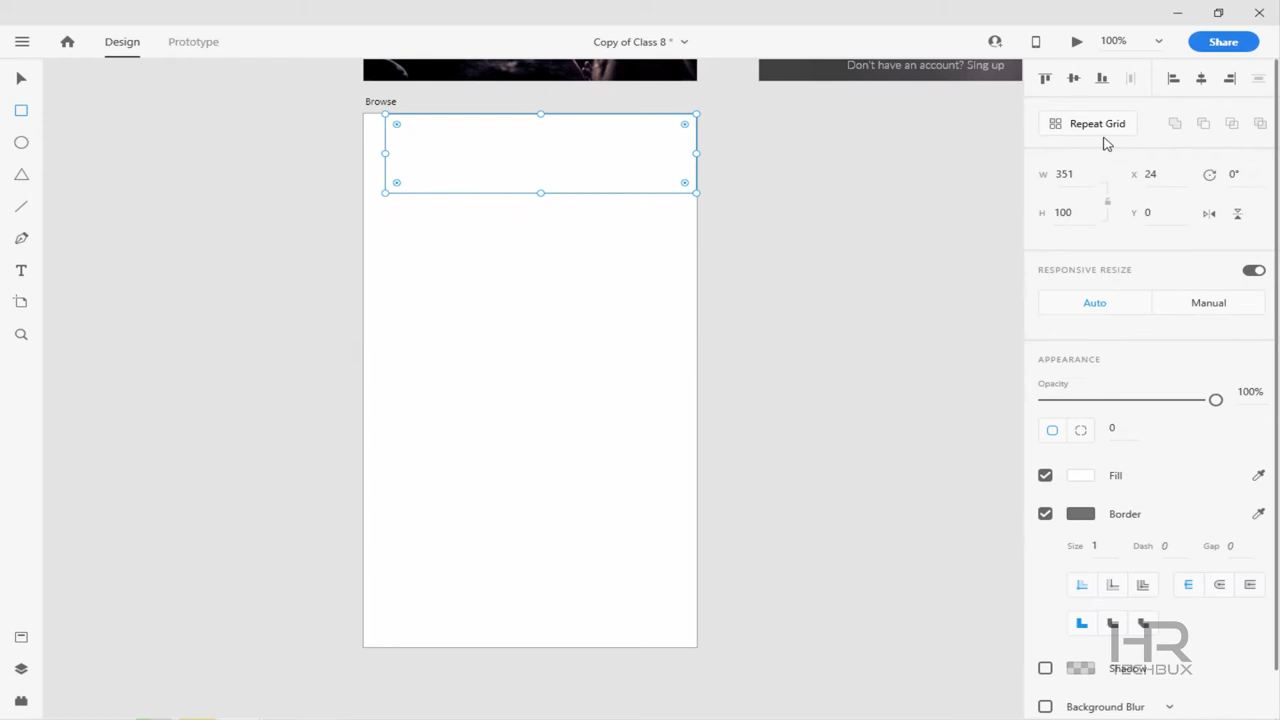 Design
Prototype
Copy of Class 8 *
100%
Share
Don't have an account? Sing up
Browse
Repeat Grid
W 351 X 24 0°
H 100 Y 0
RESPONSIVE RESIZE
Auto Manual
APPEARANCE
Opacity
100%
0
Fill
Border
Size 1 Dash 0 Gap 0
Shadow
HR
TECHBUX
Background Blur